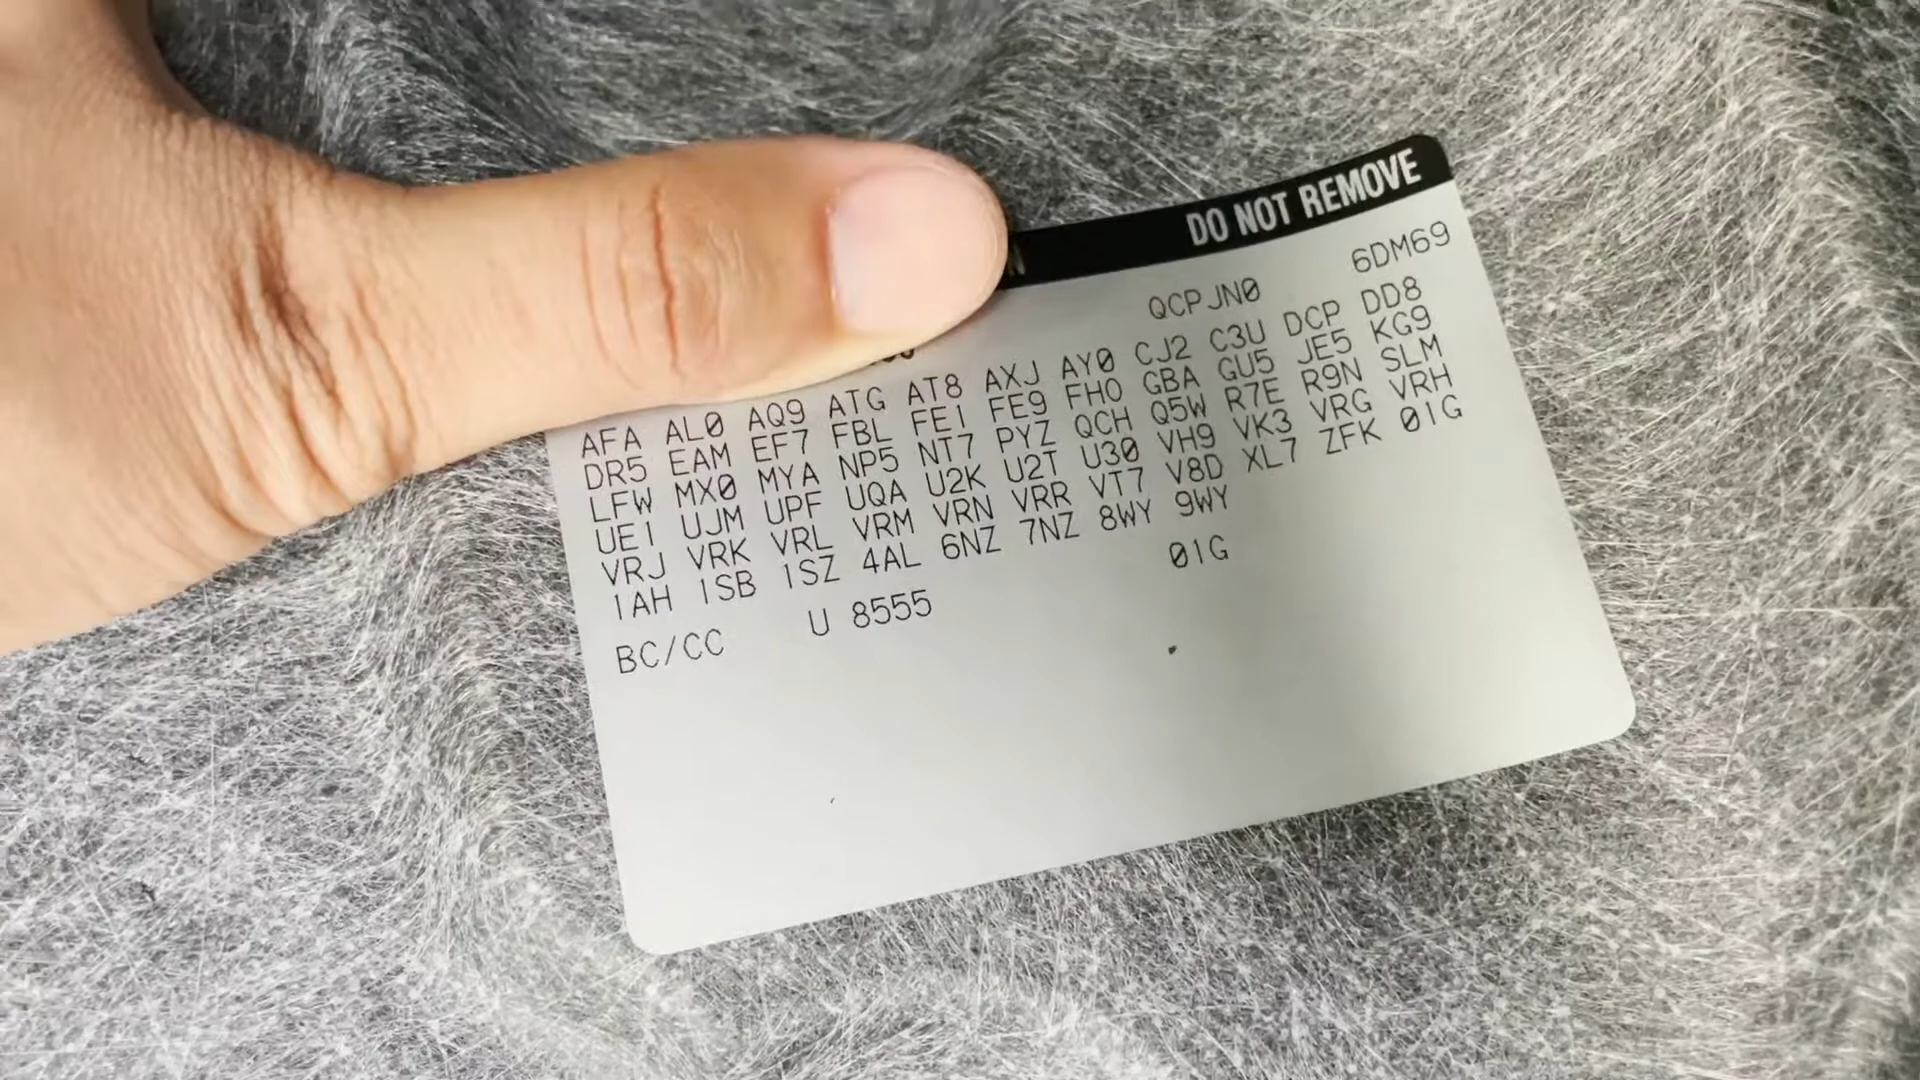 DO NOT REMOVE
QCPJN0 6DM69
AFA AL0 AQ9 ATG AT8 AXJ AY0 CJ2 C3U DCP DD8
DR5 EAM EF7 FBL FE1 FE9 FHO GBA GU5 JE5 KG9
LFW MX0 MYA NP5 NT7 PYZ QCH Q5W R7E R9N SLM
UE1 UJM UPF UQA U2K U2T U30 VH9 VK3 VRG VRH
VRJ VRK VRL VRM VRN VRR VT7 V8D XL7 ZFK 01G
1AH 1SB 1SZ 4AL 6NZ 7NZ 8WY 9WY
BC/CC U 8555 01G